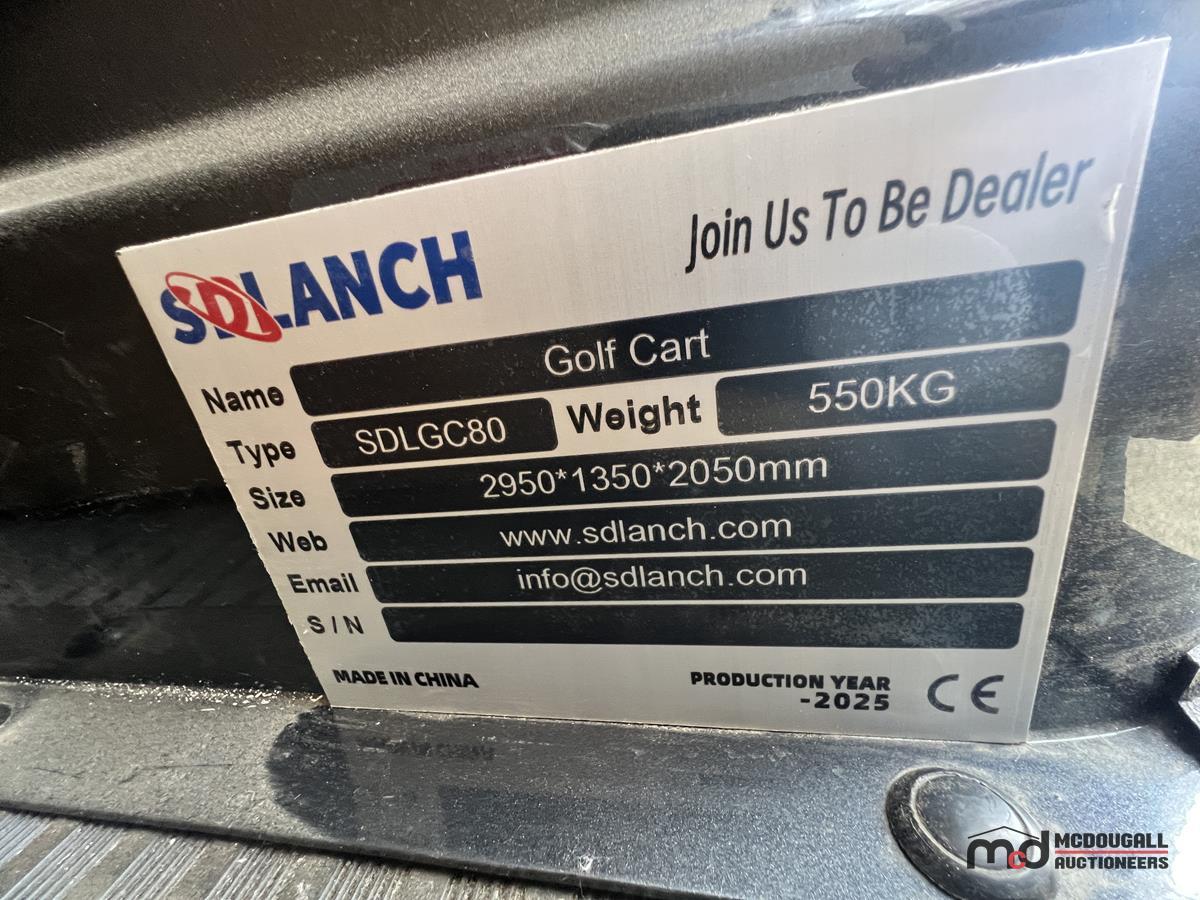 SDLANCH
Join Us To Be Dealer
Name Golf Cart
Type SDLGC80 Weight 550KG
Size 2950*1350*2050mm
Web www.sdlanch.com
Email info@sdlanch.com
S / N
MADE IN CHINA
PRODUCTION YEAR
-2025
CE
mcd MCDOUGALL
AUCTIONEERS